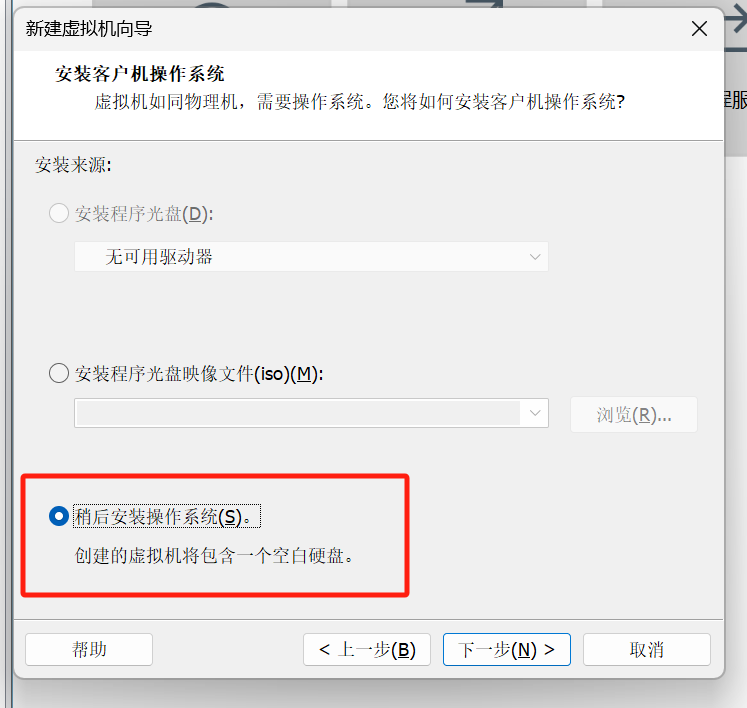 新建虚拟机向导
安装客户机操作系统
虚拟机如同物理机，需要操作系统。您将如何安装客户机操作系统?
安装来源:
安装程序光盘(D):
无可用驱动器
安装程序光盘映像文件(iso)(M):
浏览(R)...
稍后安装操作系统(S)。
创建的虚拟机将包含一个空白硬盘。
帮助
< 上一步(B)
下一步(N) >
取消